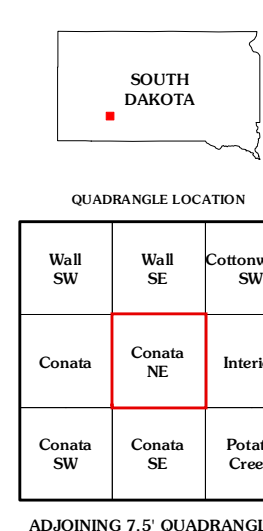 SOUTH
DAKOTA
QUADRANGLE LOCATION
Wall
SW
Wall
SE
Cottonw
SW
Conata
Conata
NE
Interi
Conata
SW
Conata
SE
Potat
Cree
ADJOINING 7.5' QUADRANGL